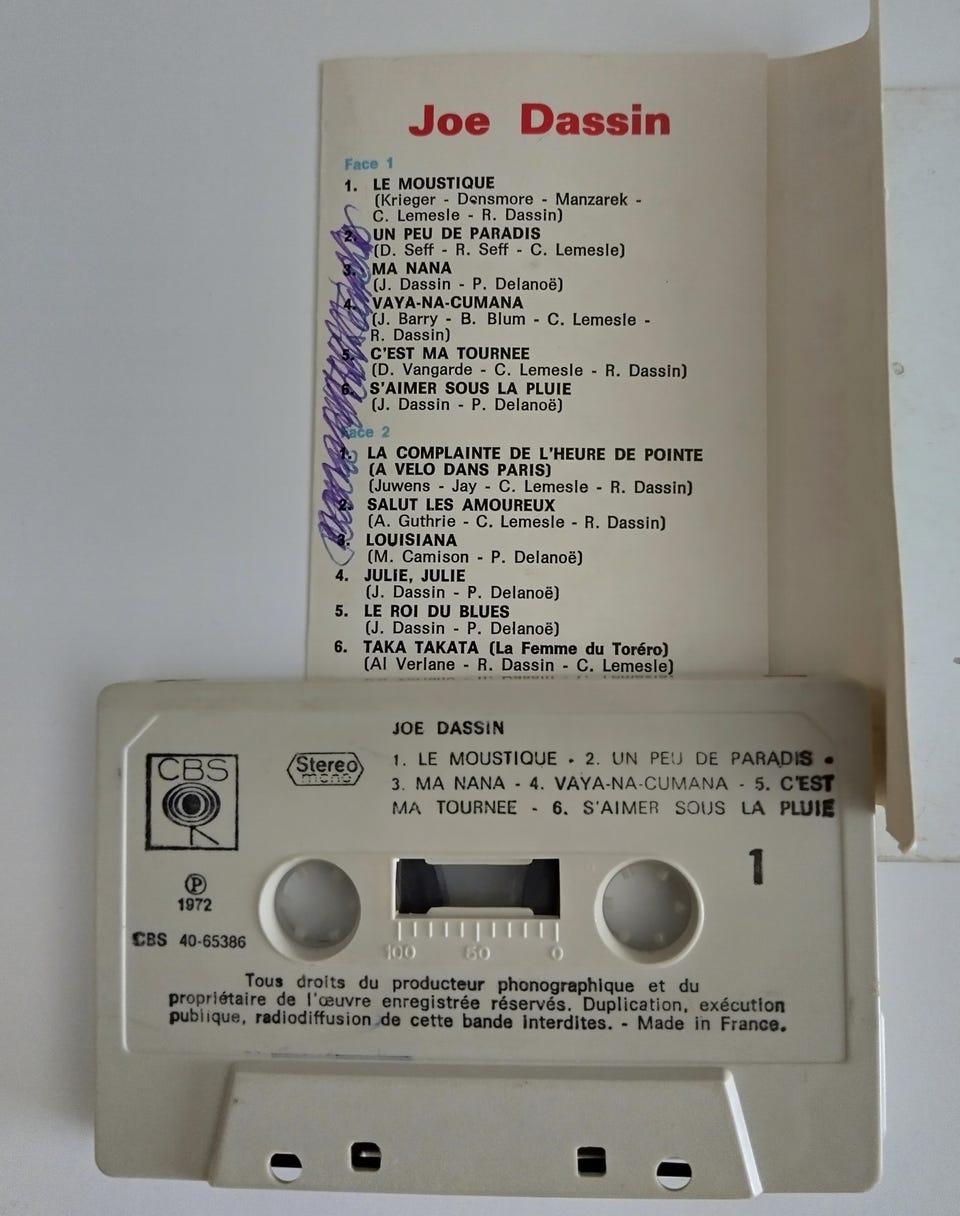 Joe Dassin
Face 1
1. LE MOUSTIQUE
(Krieger - Densmore - Manzarek -
C. Lemesle - R. Dassin)
2. UN PEU DE PARADIS
(D. Seff - R. Seff - C. Lemesle)
3. MA NANA
(J. Dassin - P. Delanoë)
4. VAYA-NA-CUMANA
(J. Barry - B. Blum - C. Lemesle -
R. Dassin)
5. C'EST MA TOURNEE
(D. Vangarde - C. Lemesle - R. Dassin)
6. S'AIMER SOUS LA PLUIE
(J. Dassin - P. Delanoë)
Face 2
1. LA COMPLAINTE DE L'HEURE DE POINTE
(A VELO DANS PARIS)
(Juwens - Jay - C. Lemesle - R. Dassin)
2. SALUT LES AMOUREUX
(A. Guthrie - C. Lemesle - R. Dassin)
3. LOUISIANA
(M. Camison - P. Delanoë)
4. JULIE, JULIE
(J. Dassin - P. Delanoë)
5. LE ROI DU BLUES
(J. Dassin - P. Delanoë)
6. TAKA TAKATA (La Femme du Toréro)
(Al Verlane - R. Dassin - C. Lemesle)
JOE DASSIN
CBS
Stereo
mono
1. LE MOUSTIQUE - 2. UN PEU DE PARADIS -
3. MA NANA - 4. VAYA-NA-CUMANA - 5. C'EST
MA TOURNEE - 6. S'AIMER SOUS LA PLUIE
1
℗
1972
CBS 40-65386
100 50 0
Tous droits du producteur phonographique et du
propriétaire de l'œuvre enregistrée réservés. Duplication, exécution
publique, radiodiffusion de cette bande interdites. - Made in France.